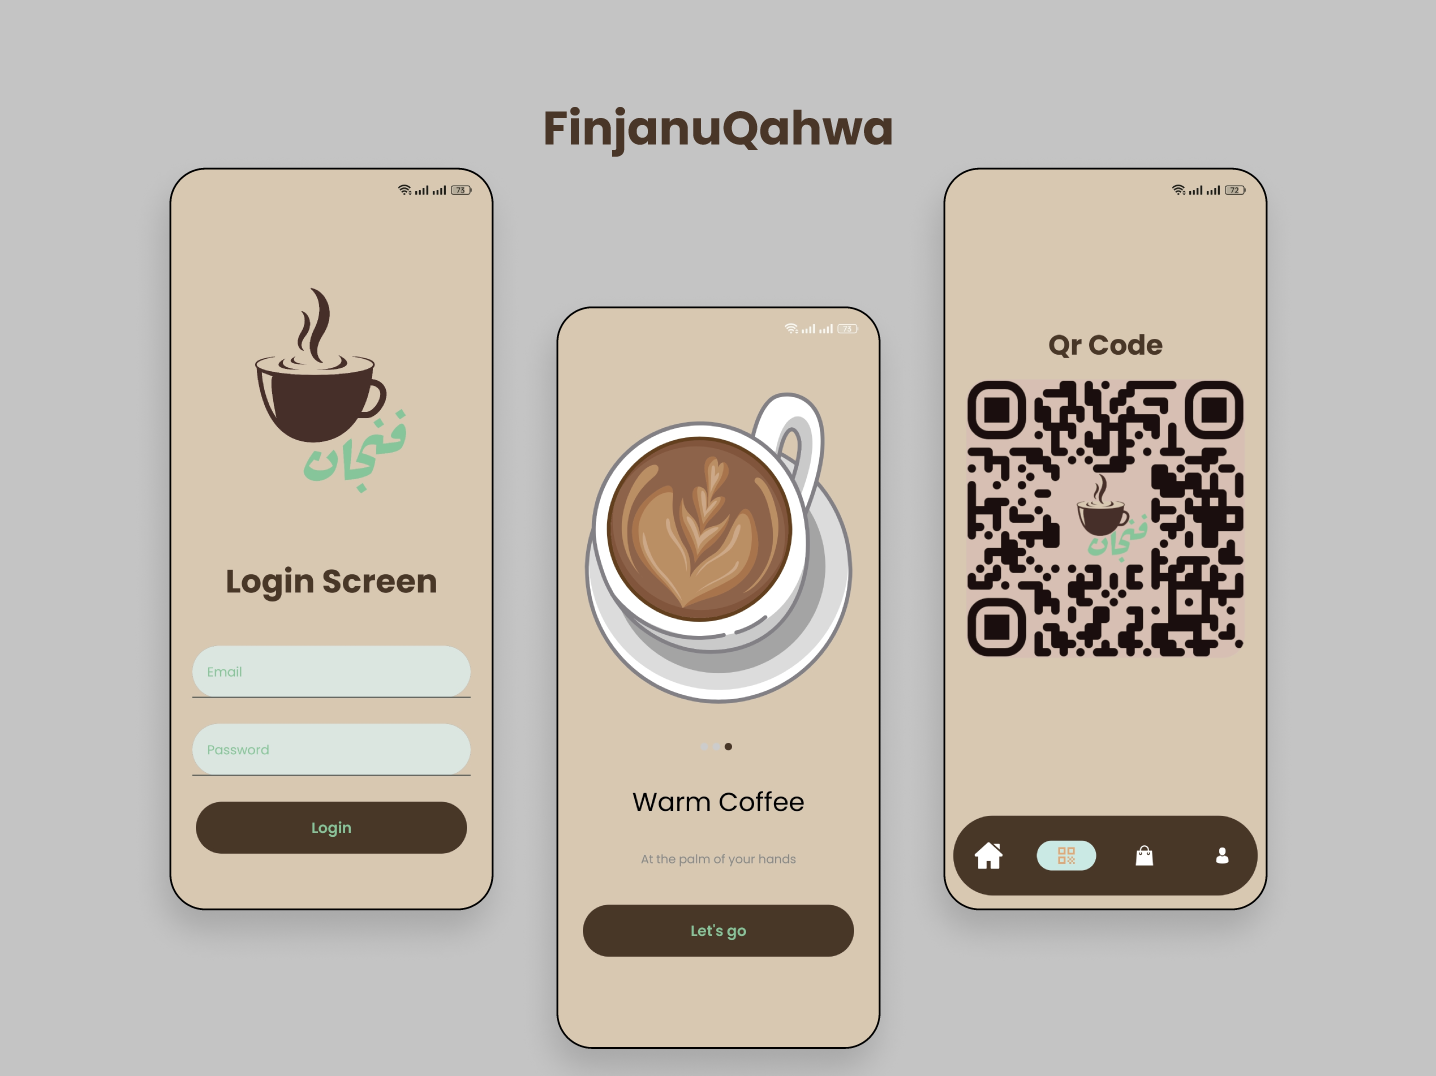 FinjanuQahwa
73
فنجان
Login Screen
Email
Password
Login
73
Warm Coffee
At the palm of your hands
Let's go
72
Qr Code
فنجان